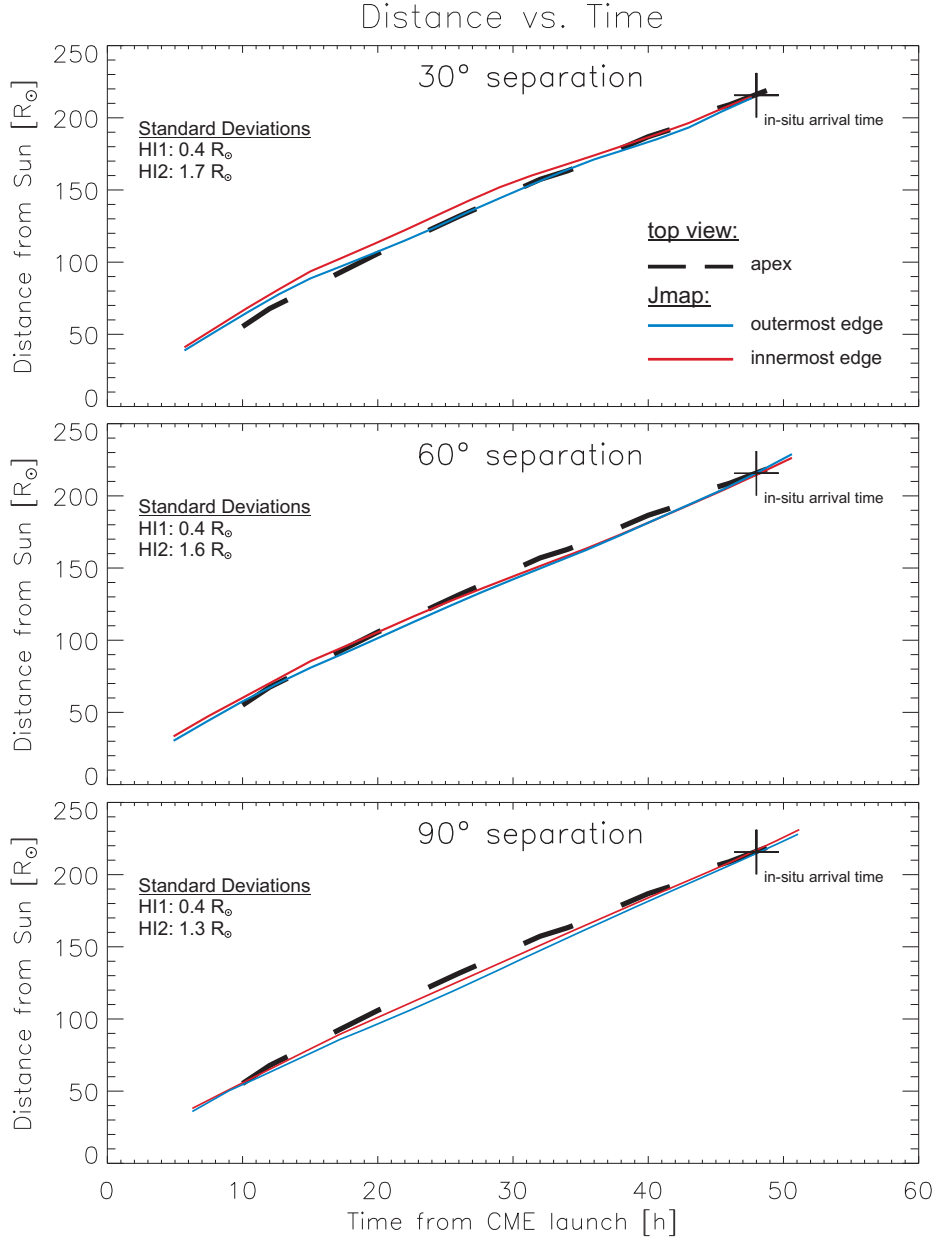 Distance vs. Time
250
200
150
100
50
0
Distance from Sun [R☉]
30° separation
Standard Deviations
HI1: 0.4 R☉
HI2: 1.7 R☉
in-situ arrival time
top view:
apex
Jmap:
outermost edge
innermost edge
250
200
150
100
50
0
Distance from Sun [R☉]
60° separation
Standard Deviations
HI1: 0.4 R☉
HI2: 1.6 R☉
in-situ arrival time
250
200
150
100
50
0
Distance from Sun [R☉]
90° separation
Standard Deviations
HI1: 0.4 R☉
HI2: 1.3 R☉
in-situ arrival time
0 10 20 30 40 50 60
Time from CME launch [h]